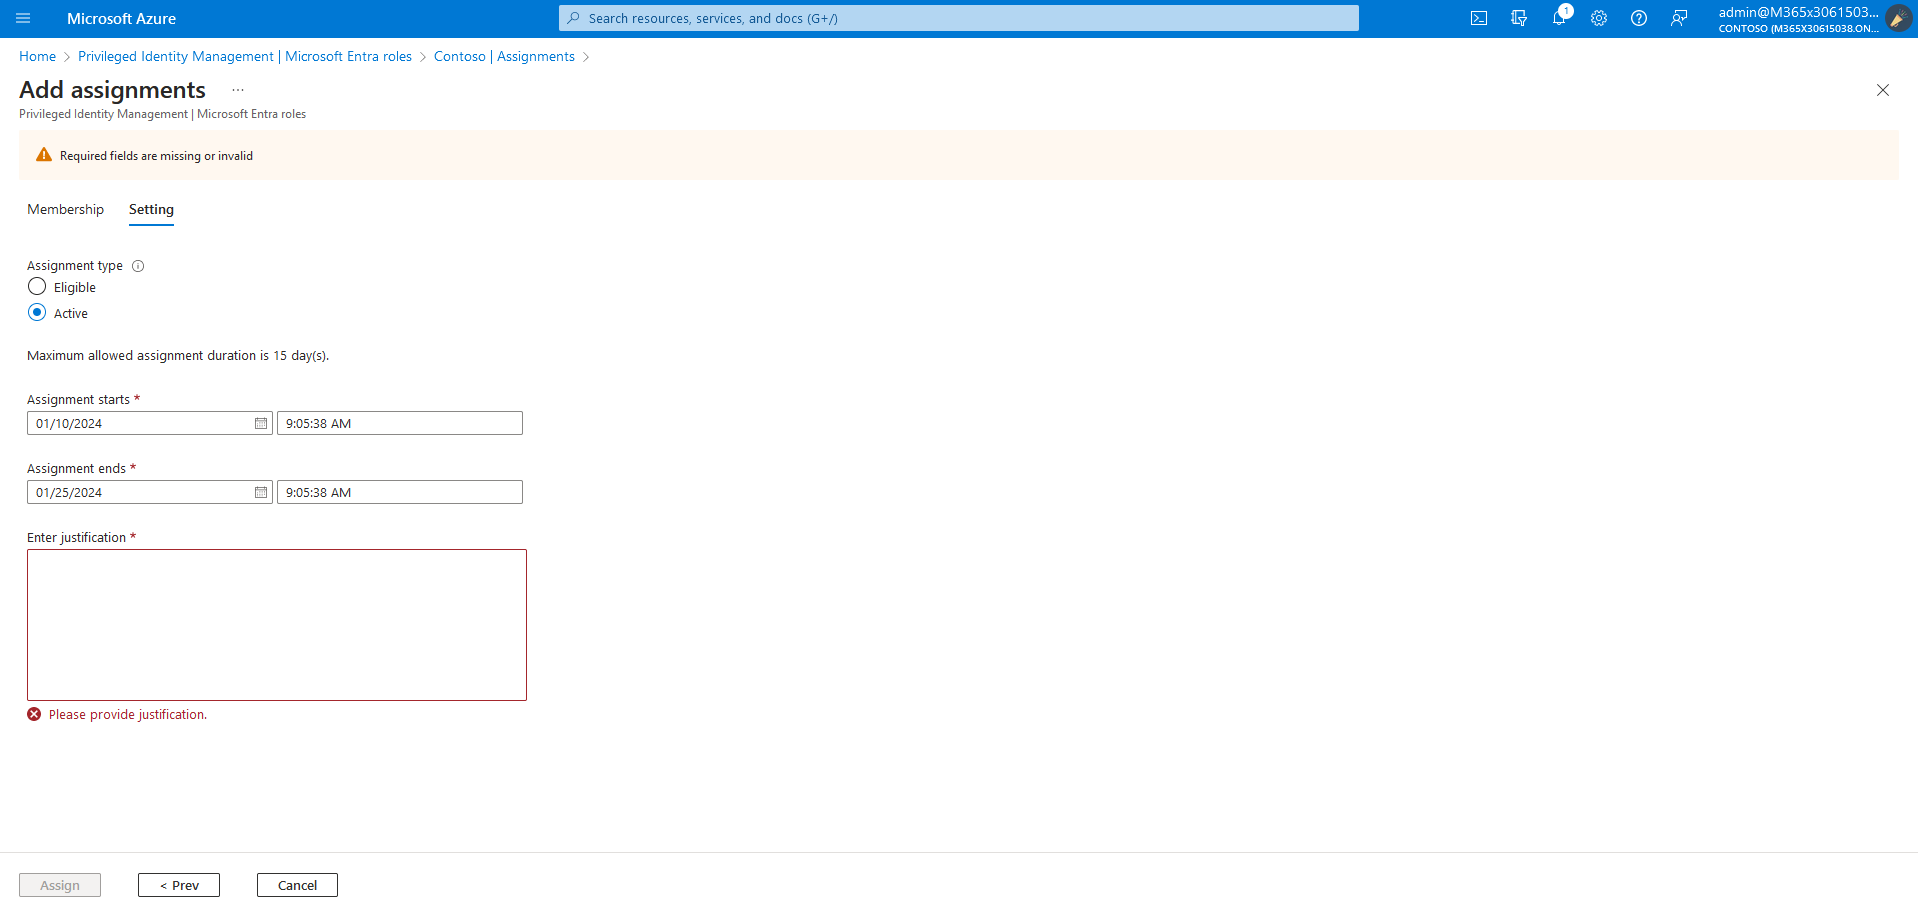 Microsoft Azure
Search resources, services, and docs (G+/)
1
admin@M365x3061503...
CONTOSO (M365X30615038.ON...
Home > Privileged Identity Management | Microsoft Entra roles > Contoso | Assignments >
Add assignments ...
Privileged Identity Management | Microsoft Entra roles
Required fields are missing or invalid
Membership Setting
Assignment type
Eligible
Active
Maximum allowed assignment duration is 15 day(s).
Assignment starts *
01/10/2024 9:05:38 AM
Assignment ends *
01/25/2024 9:05:38 AM
Enter justification *
Please provide justification.
Assign < Prev Cancel